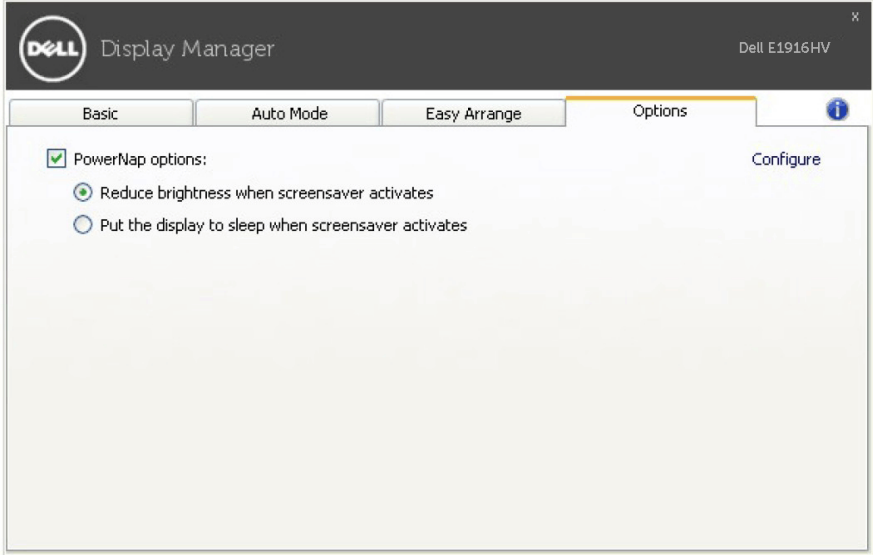 X
DELL Display Manager Dell E1916HV
Basic Auto Mode Easy Arrange Options i
PowerNap options: Configure
Reduce brightness when screensaver activates
Put the display to sleep when screensaver activates